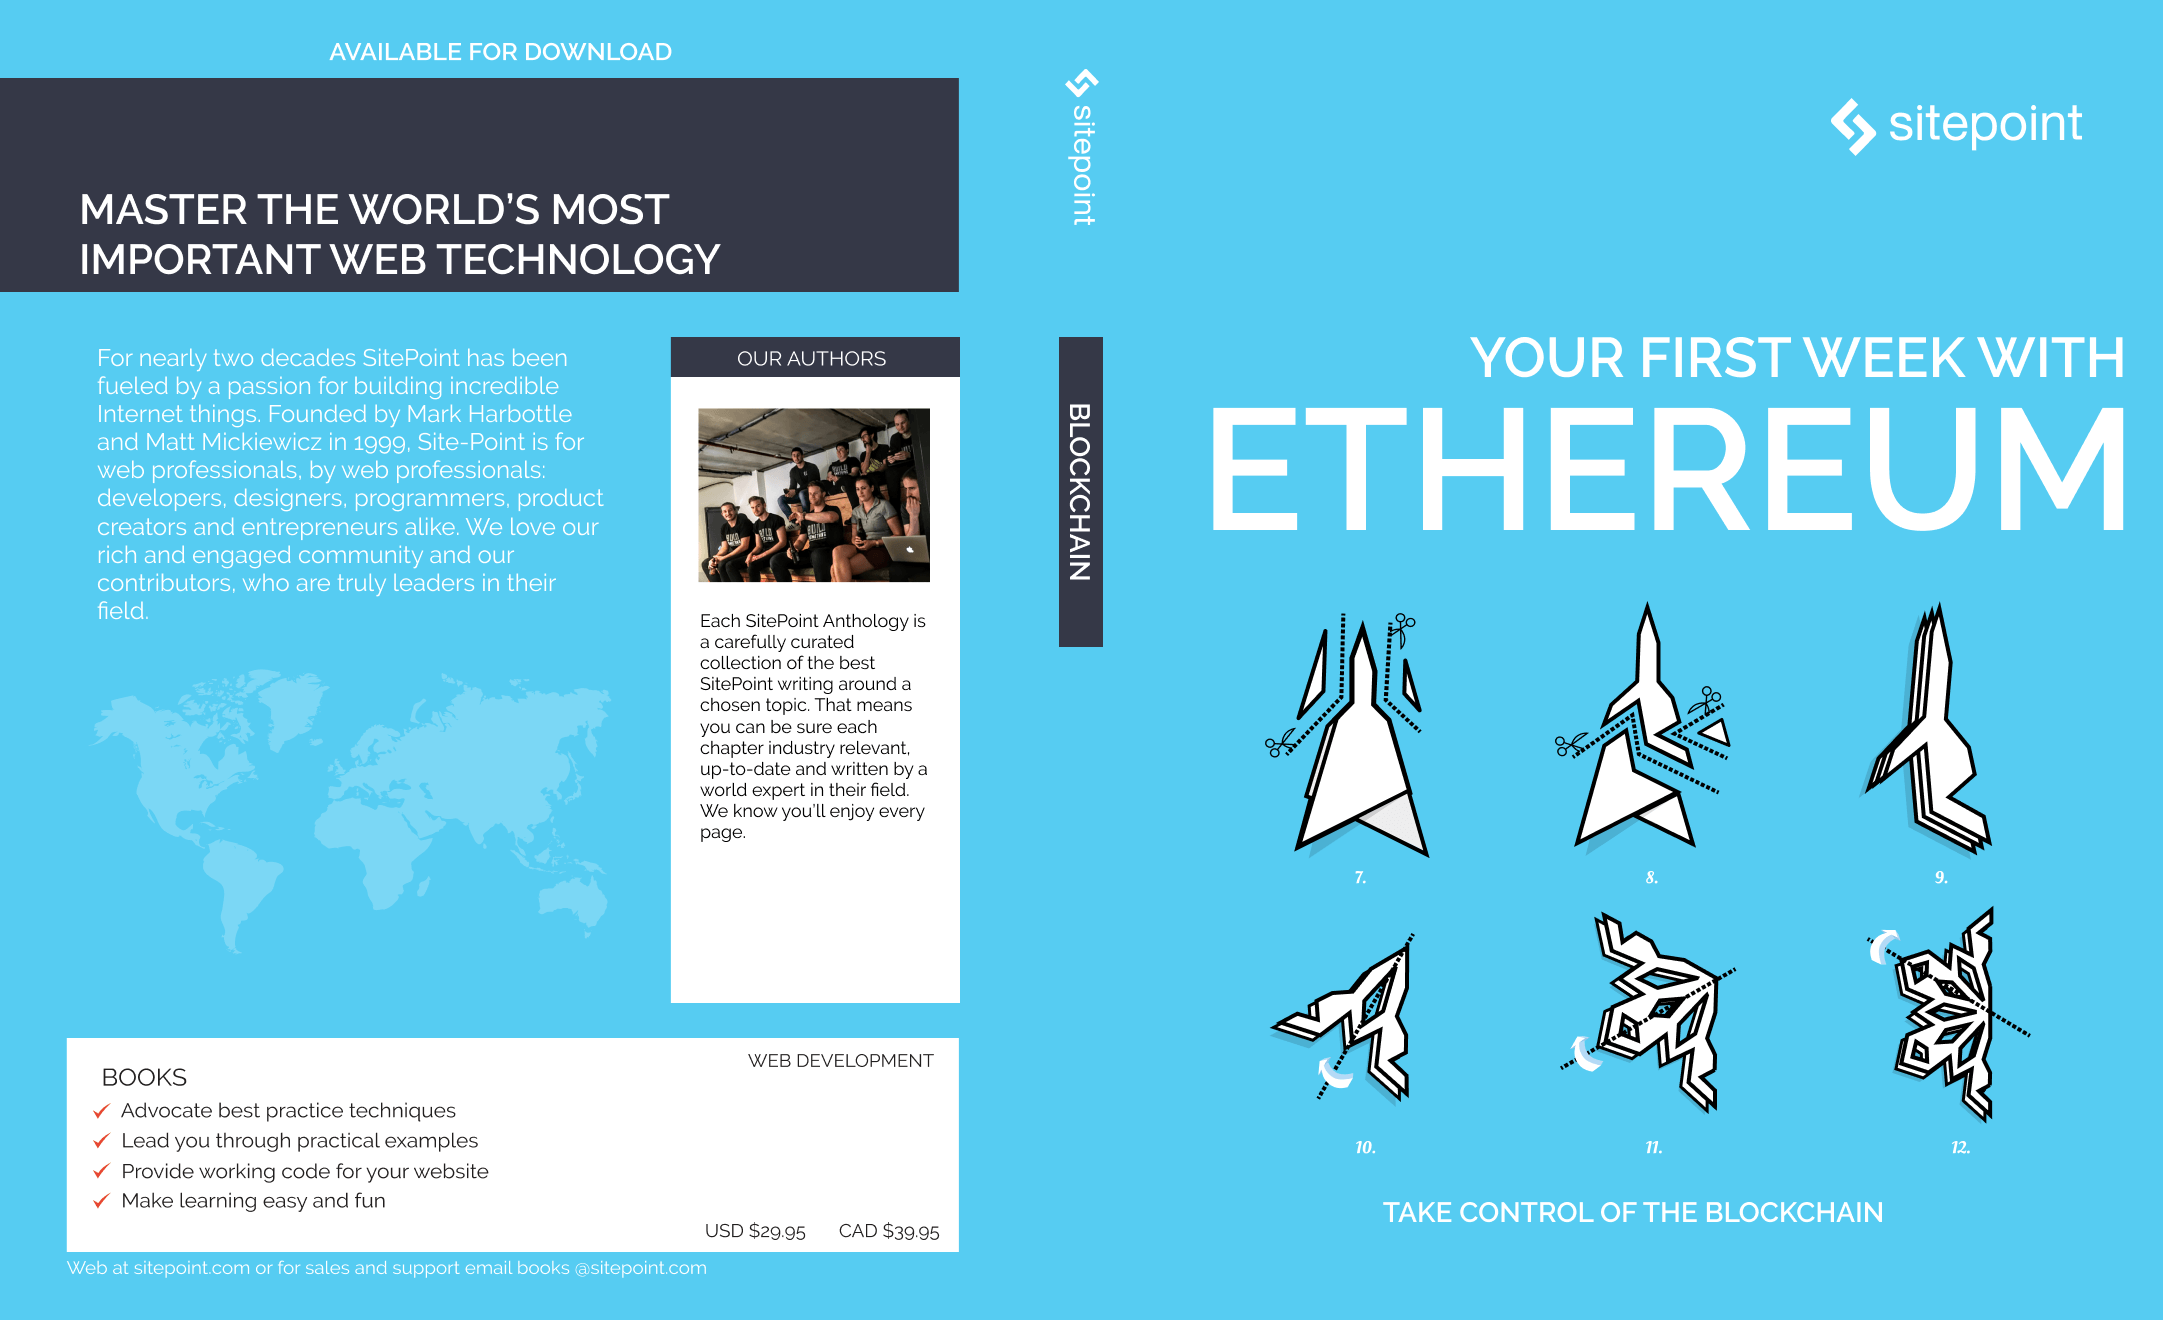 AVAILABLE FOR DOWNLOAD
MASTER THE WORLD’S MOST
IMPORTANT WEB TECHNOLOGY
For nearly two decades SitePoint has been
fueled by a passion for building incredible
Internet things. Founded by Mark Harbottle
and Matt Mickiewicz in 1999, Site-Point is for
web professionals, by web professionals:
developers, designers, programmers, product
creators and entrepreneurs alike. We love our
rich and engaged community and our
contributors, who are truly leaders in their
field.
OUR AUTHORS
Each SitePoint Anthology is
a carefully curated
collection of the best
SitePoint writing around a
chosen topic. That means
you can be sure each
chapter industry relevant,
up-to-date and written by a
world expert in their field.
We know you’ll enjoy every
page.
WEB DEVELOPMENT
BOOKS
Advocate best practice techniques
Lead you through practical examples
Provide working code for your website
Make learning easy and fun
USD $29.95 CAD $39.95
Web at sitepoint.com or for sales and support email books @sitepoint.com
sitepoint
BLOCKCHAIN
sitepoint
YOUR FIRST WEEK WITH
ETHEREUM
7. 8. 9.
10. 11. 12.
TAKE CONTROL OF THE BLOCKCHAIN